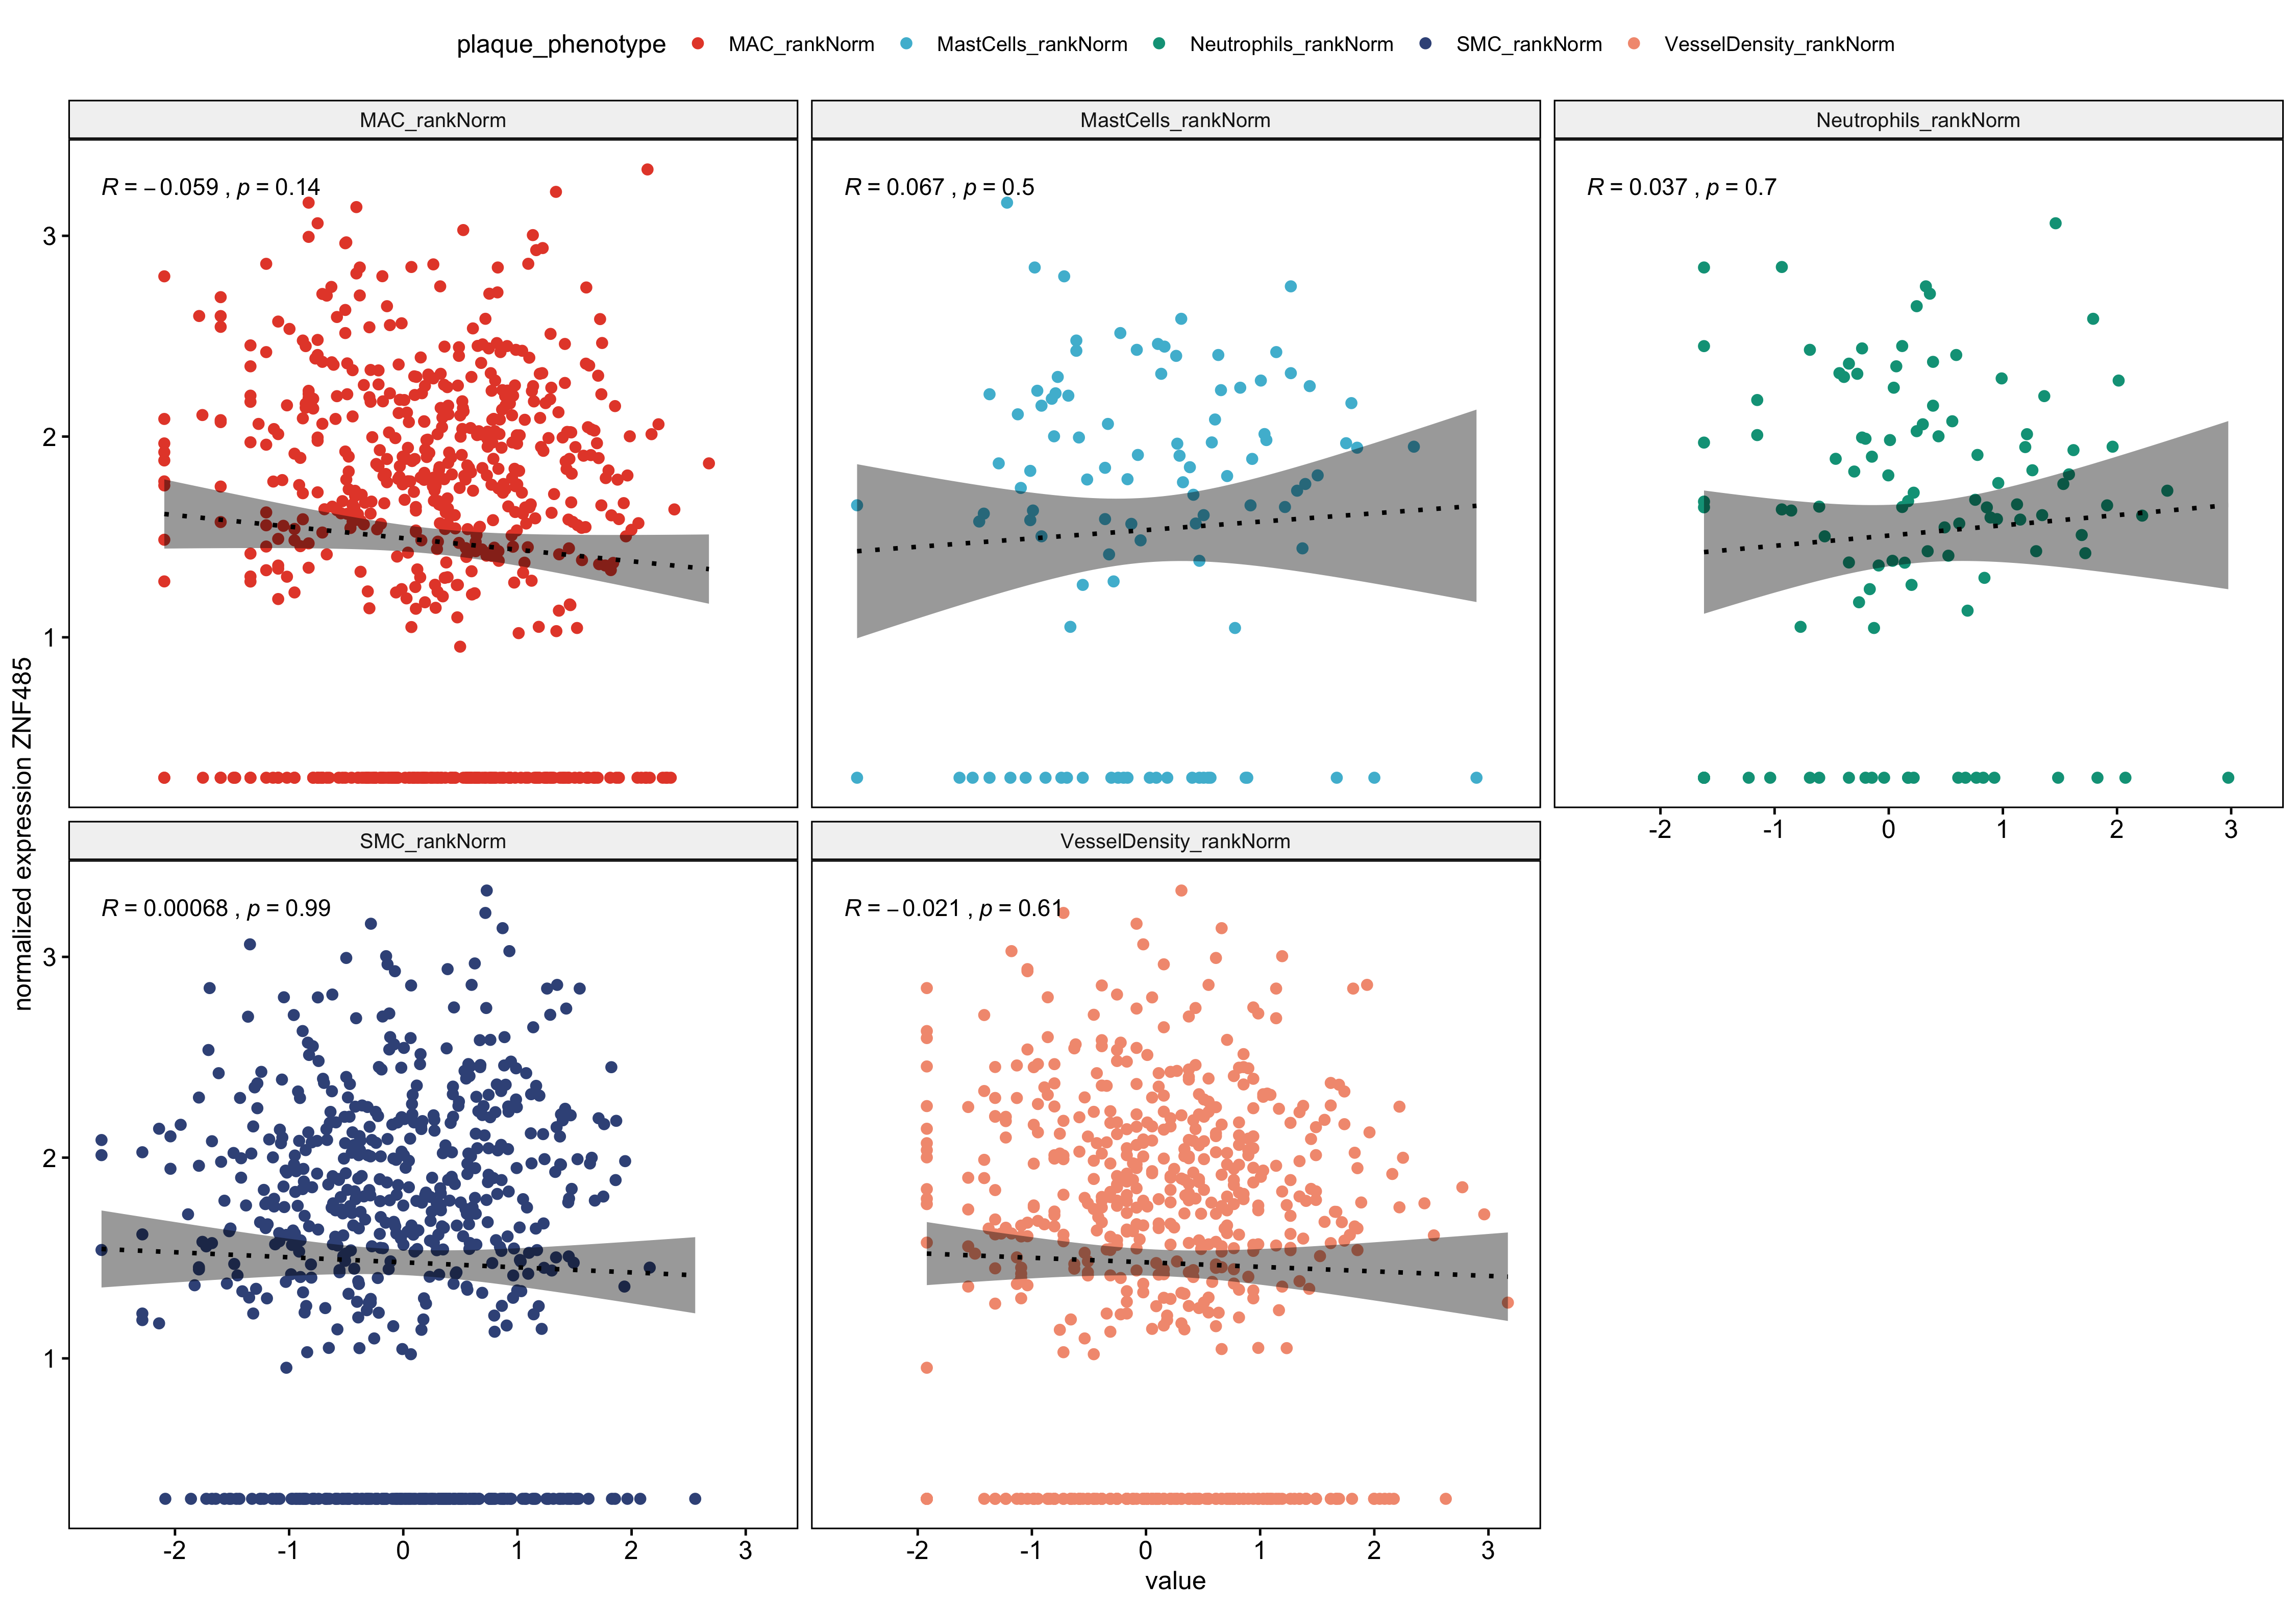 plaque_phenotype MAC_rankNorm MastCells_rankNorm Neutrophils_rankNorm SMC_rankNorm VesselDensity_rankNorm
MAC_rankNorm
R = −0.059 , p = 0.14
MastCells_rankNorm
R = 0.067 , p = 0.5
Neutrophils_rankNorm
R = 0.037 , p = 0.7
3
2
1
-2 -1 0 1 2 3
SMC_rankNorm
R = 0.00068 , p = 0.99
VesselDensity_rankNorm
R = −0.021 , p = 0.61
3
2
1
-2 -1 0 1 2 3
-2 -1 0 1 2 3
value
normalized expression ZNF485